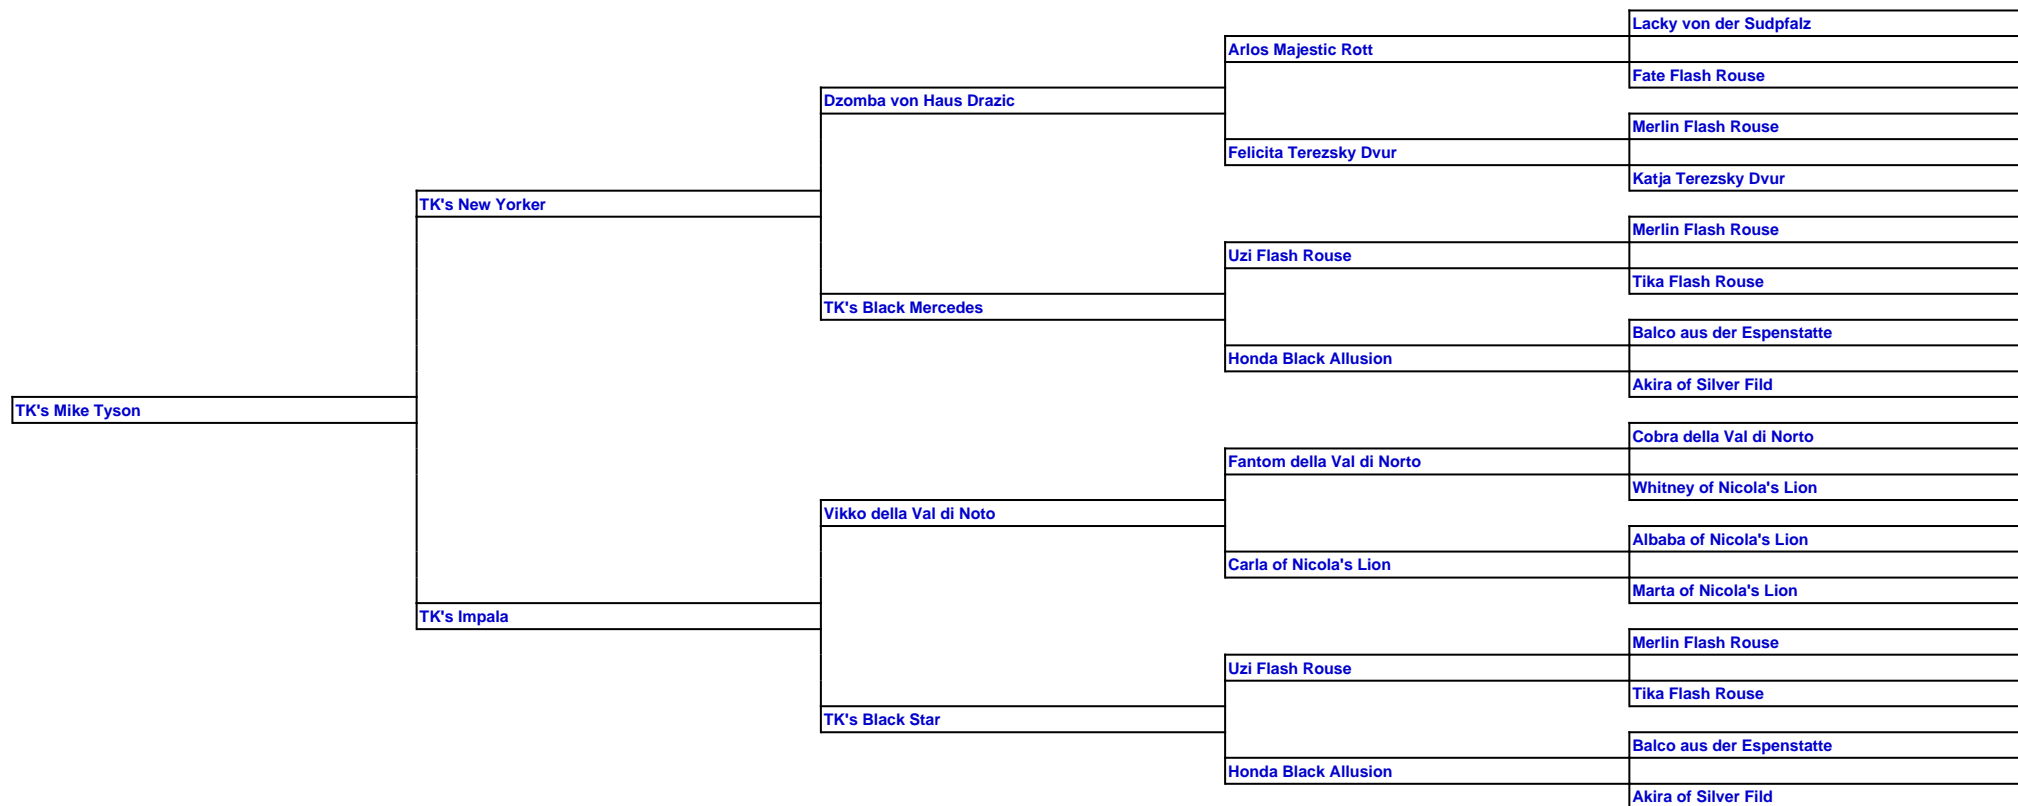 Lacky von der Sudpfalz
Arlos Majestic Rott
Fate Flash Rouse
Dzomba von Haus Drazic
Merlin Flash Rouse
Felicita Terezsky Dvur
Katja Terezsky Dvur
TK's New Yorker
Merlin Flash Rouse
Uzi Flash Rouse
Tika Flash Rouse
TK's Black Mercedes
Balco aus der Espenstatte
Honda Black Allusion
Akira of Silver Fild
TK's Mike Tyson
Cobra della Val di Norto
Fantom della Val di Norto
Whitney of Nicola's Lion
Vikko della Val di Noto
Albaba of Nicola's Lion
Carla of Nicola's Lion
Marta of Nicola's Lion
TK's Impala
Merlin Flash Rouse
Uzi Flash Rouse
Tika Flash Rouse
TK's Black Star
Balco aus der Espenstatte
Honda Black Allusion
Akira of Silver Fild